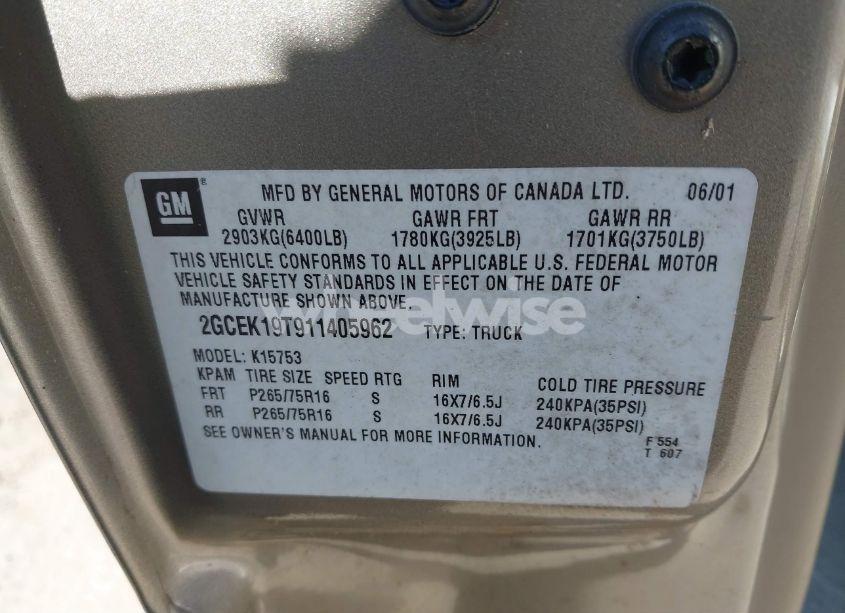 GM ® MFD BY GENERAL MOTORS OF CANADA LTD. 06/01
GVWR GAWR FRT GAWR RR
2903KG(6400LB) 1780KG(3925LB) 1701KG(3750LB)
THIS VEHICLE CONFORMS TO ALL APPLICABLE U.S. FEDERAL MOTOR
VEHICLE SAFETY STANDARDS IN EFFECT ON THE DATE OF
MANUFACTURE SHOWN ABOVE.
wheelwise
2GCEK19T911405962 TYPE: TRUCK
MODEL: K15753
KPAM TIRE SIZE SPEED RTG RIM COLD TIRE PRESSURE
FRT P265/75R16 S 16X7/6.5J 240KPA(35PSI)
RR P265/75R16 S 16X7/6.5J 240KPA(35PSI)
SEE OWNER'S MANUAL FOR MORE INFORMATION.
F 554
T 607